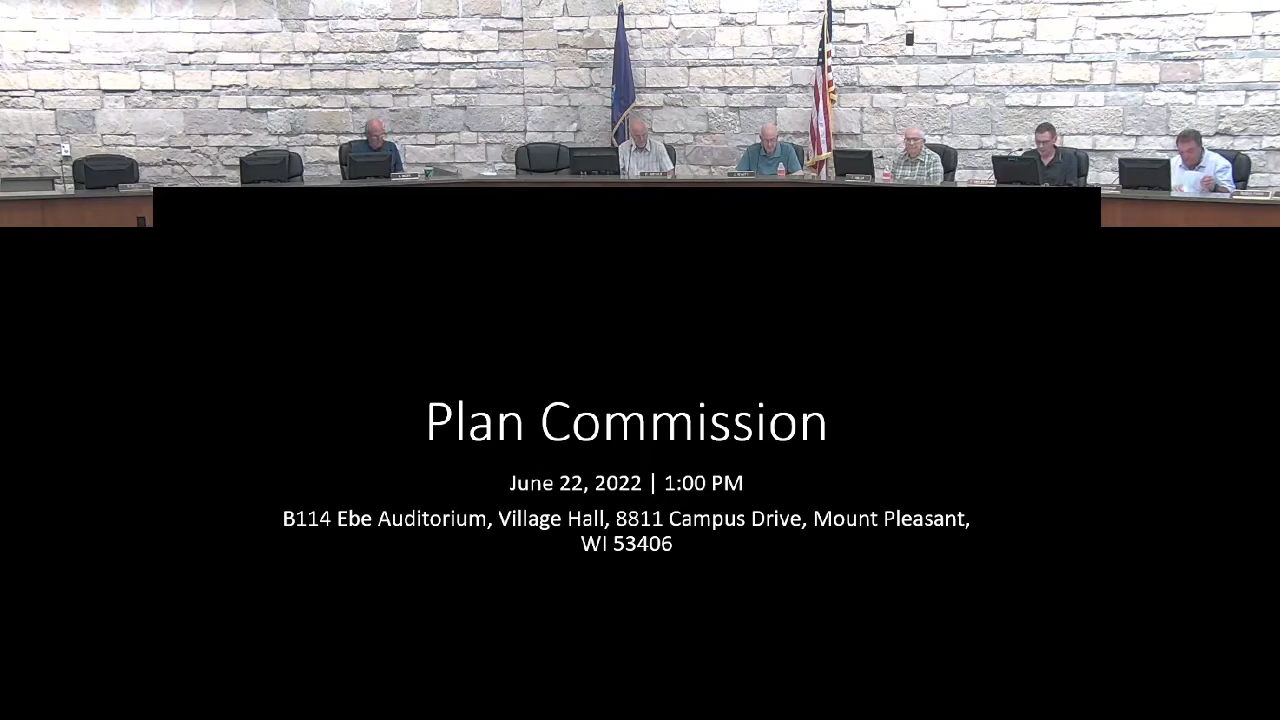 Plan Commission
June 22, 2022 | 1:00 PM
B114 Ebe Auditorium, Village Hall, 8811 Campus Drive, Mount Pleasant,
WI 53406